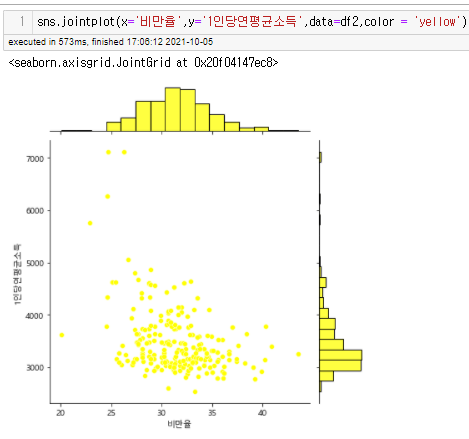 1 sns.jointplot(x='비만율',y='1인당연평균소득',data=df2,color = 'yellow')
executed in 573ms, finished 17:06:12 2021-10-05
<seaborn.axisgrid.JointGrid at 0x20f04147ec8>
7000
6000
5000
4000
3000
1인당연평균소득
20 25 30 35 40
비만율